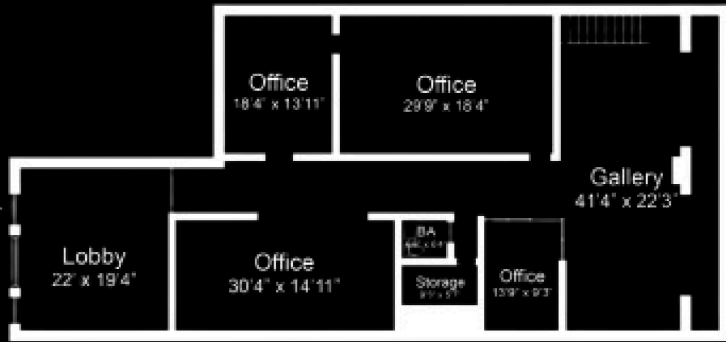 Office
18'4" x 13'11"
Office
29'9" x 18'4"
Gallery
41'4" x 22'3"
Lobby
22' x 19'4"
Office
30'4" x 14'11"
BA
Storage
Office
13'9" x 9'3"